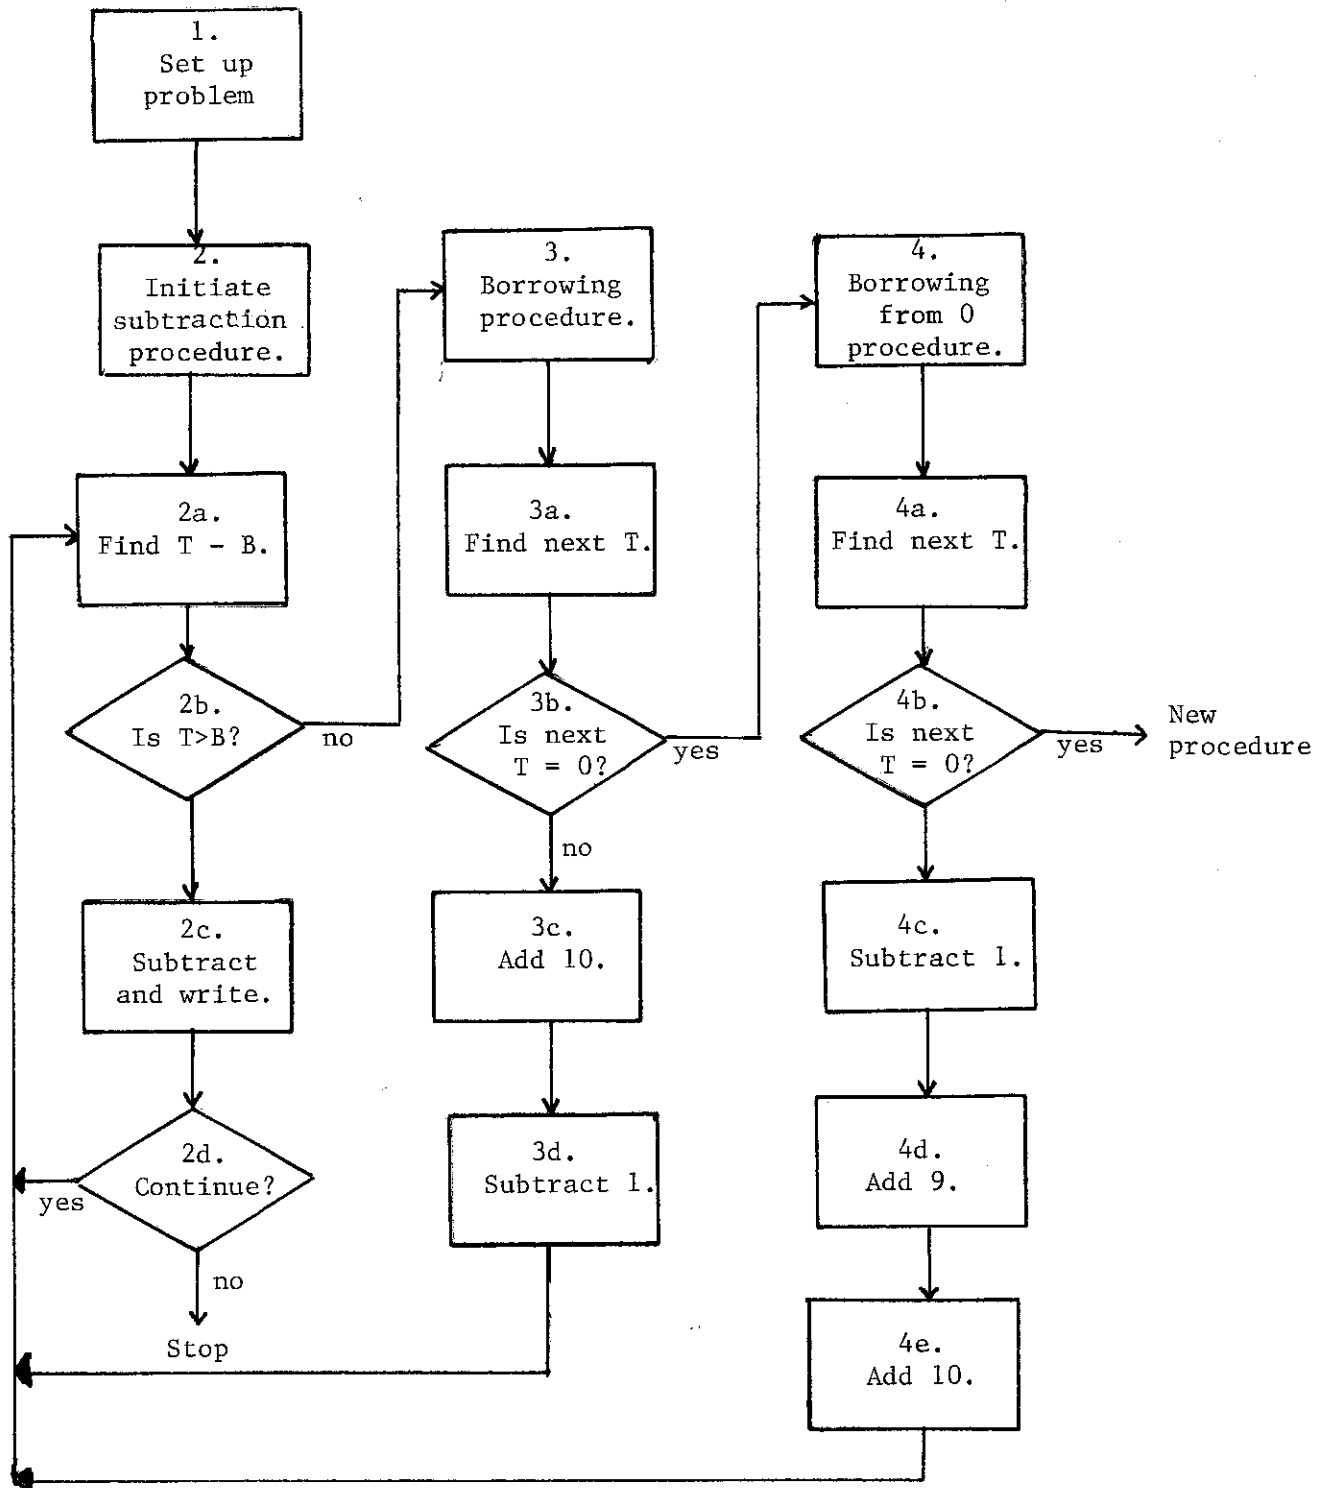 1.
Set up
problem
2.
Initiate
subtraction
procedure.
2a.
Find T - B.
2b.
Is T>B?
no
2c.
Subtract
and write.
2d.
Continue?
yes
no
Stop
3.
Borrowing
procedure.
3a.
Find next T.
3b.
Is next
T = 0?
yes
no
3c.
Add 10.
3d.
Subtract 1.
4.
Borrowing
from 0
procedure.
4a.
Find next T.
4b.
Is next
T = 0?
yes
New
procedure
4c.
Subtract 1.
4d.
Add 9.
4e.
Add 10.